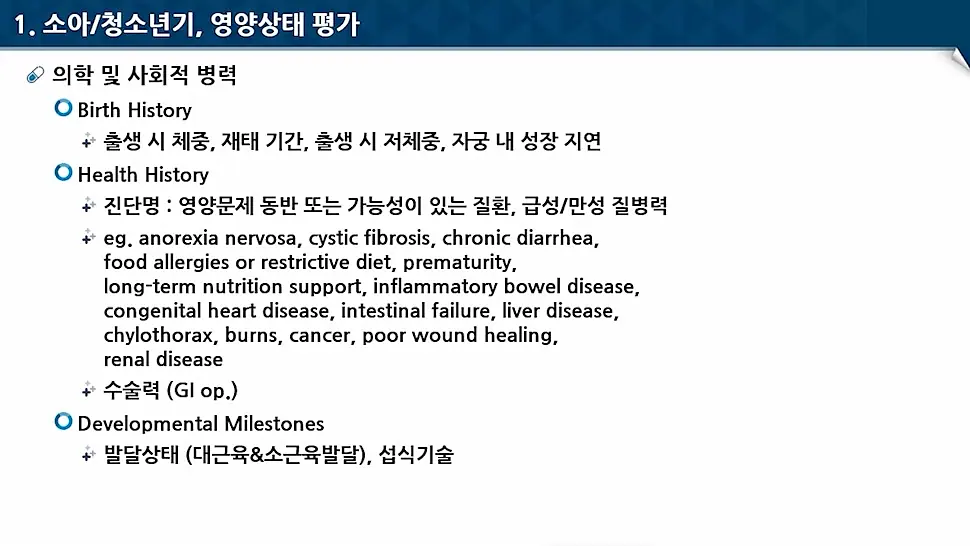 1. 소아/청소년기, 영양상태 평가
의학 및 사회적 병력
Birth History
출생 시 체중, 재태 기간, 출생 시 저체중, 자궁 내 성장 지연
Health History
진단명 : 영양문제 동반 또는 가능성이 있는 질환, 급성/만성 질병력
eg. anorexia nervosa, cystic fibrosis, chronic diarrhea,
food allergies or restrictive diet, prematurity,
long-term nutrition support, inflammatory bowel disease,
congenital heart disease, intestinal failure, liver disease,
chylothorax, burns, cancer, poor wound healing,
renal disease
수술력 (GI op.)
Developmental Milestones
발달상태 (대근육&소근육발달), 섭식기술